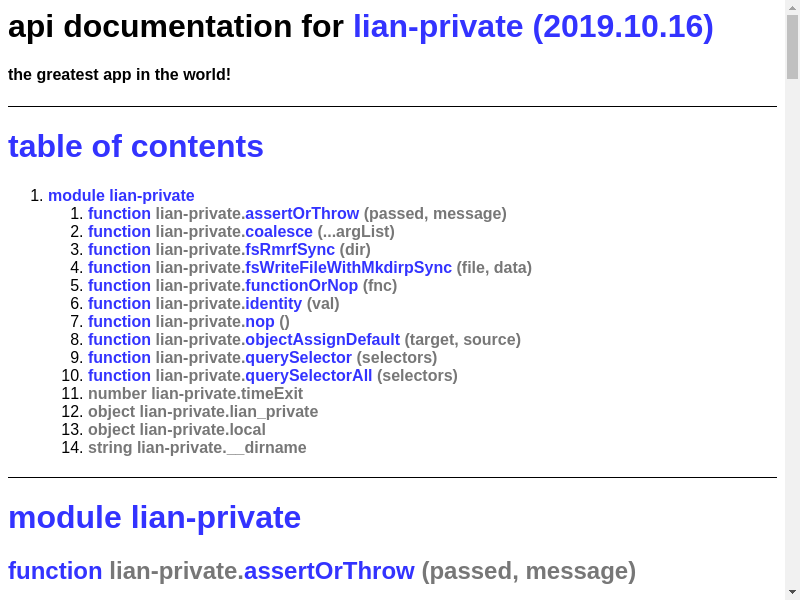 api documentation for lian-private (2019.10.16)
the greatest app in the world!
table of contents
1. module lian-private
1. function lian-private.assertOrThrow (passed, message)
2. function lian-private.coalesce (...argList)
3. function lian-private.fsRmrfSync (dir)
4. function lian-private.fsWriteFileWithMkdirpSync (file, data)
5. function lian-private.functionOrNop (fnc)
6. function lian-private.identity (val)
7. function lian-private.nop ()
8. function lian-private.objectAssignDefault (target, source)
9. function lian-private.querySelector (selectors)
10. function lian-private.querySelectorAll (selectors)
11. number lian-private.timeExit
12. object lian-private.lian_private
13. object lian-private.local
14. string lian-private.__dirname
module lian-private
function lian-private.assertOrThrow (passed, message)